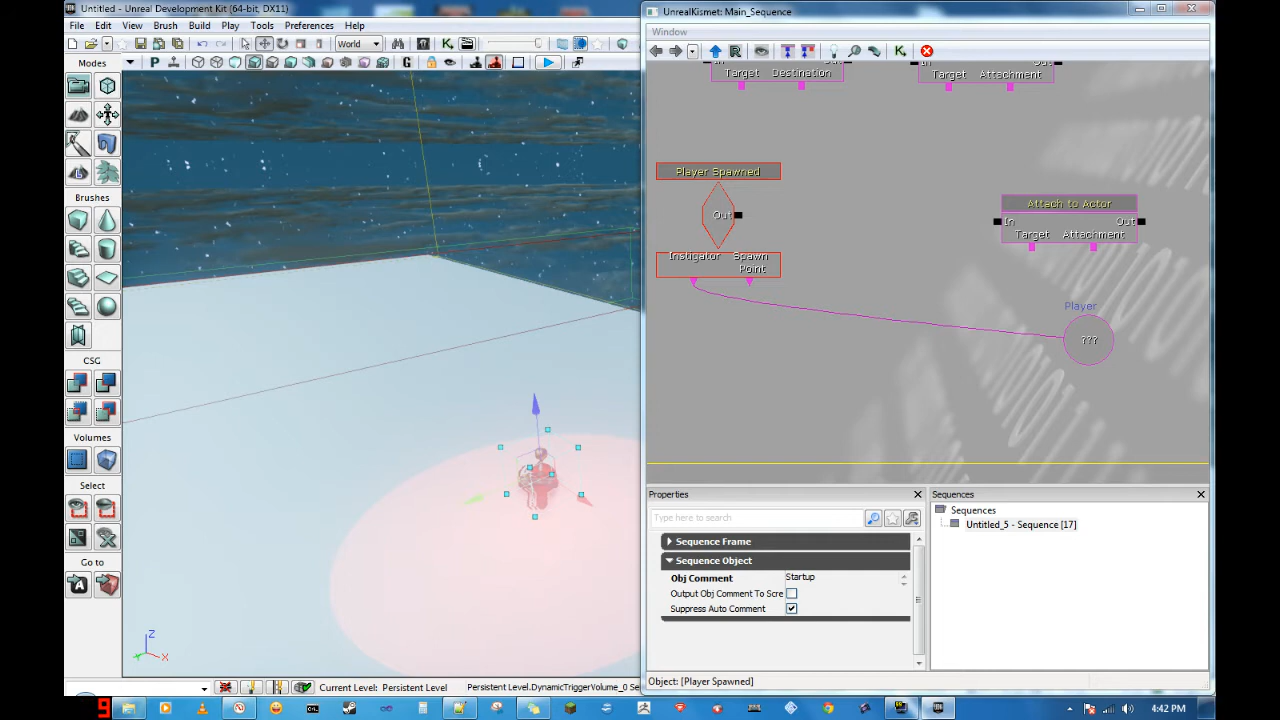 Untitled - Unreal Development Kit (64-bit, DX11)
File Edit View Brush Build Play Tools Preferences Help
World
Modes
P
G
Brushes
CSG
Volumes
Select
Go to
Z
X
Y
Current Level: Persistent Level
Persistent Level.DynamicTriggerVolume_0 Se
UnrealKismet: Main_Sequence
Window
In Out
Target Destination
In Out
Target Attachment
Player Spawned
Out
Instigator
Spawn
Point
Attach to Actor
In Out
Target Attachment
Player
???
Properties
Type here to search
Sequence Frame
Sequence Object
Obj Comment Startup
Output Obj Comment To Scre
Suppress Auto Comment
Sequences
Sequences
Untitled_5 - Sequence [17]
Object: [Player Spawned]
9
4:42 PM